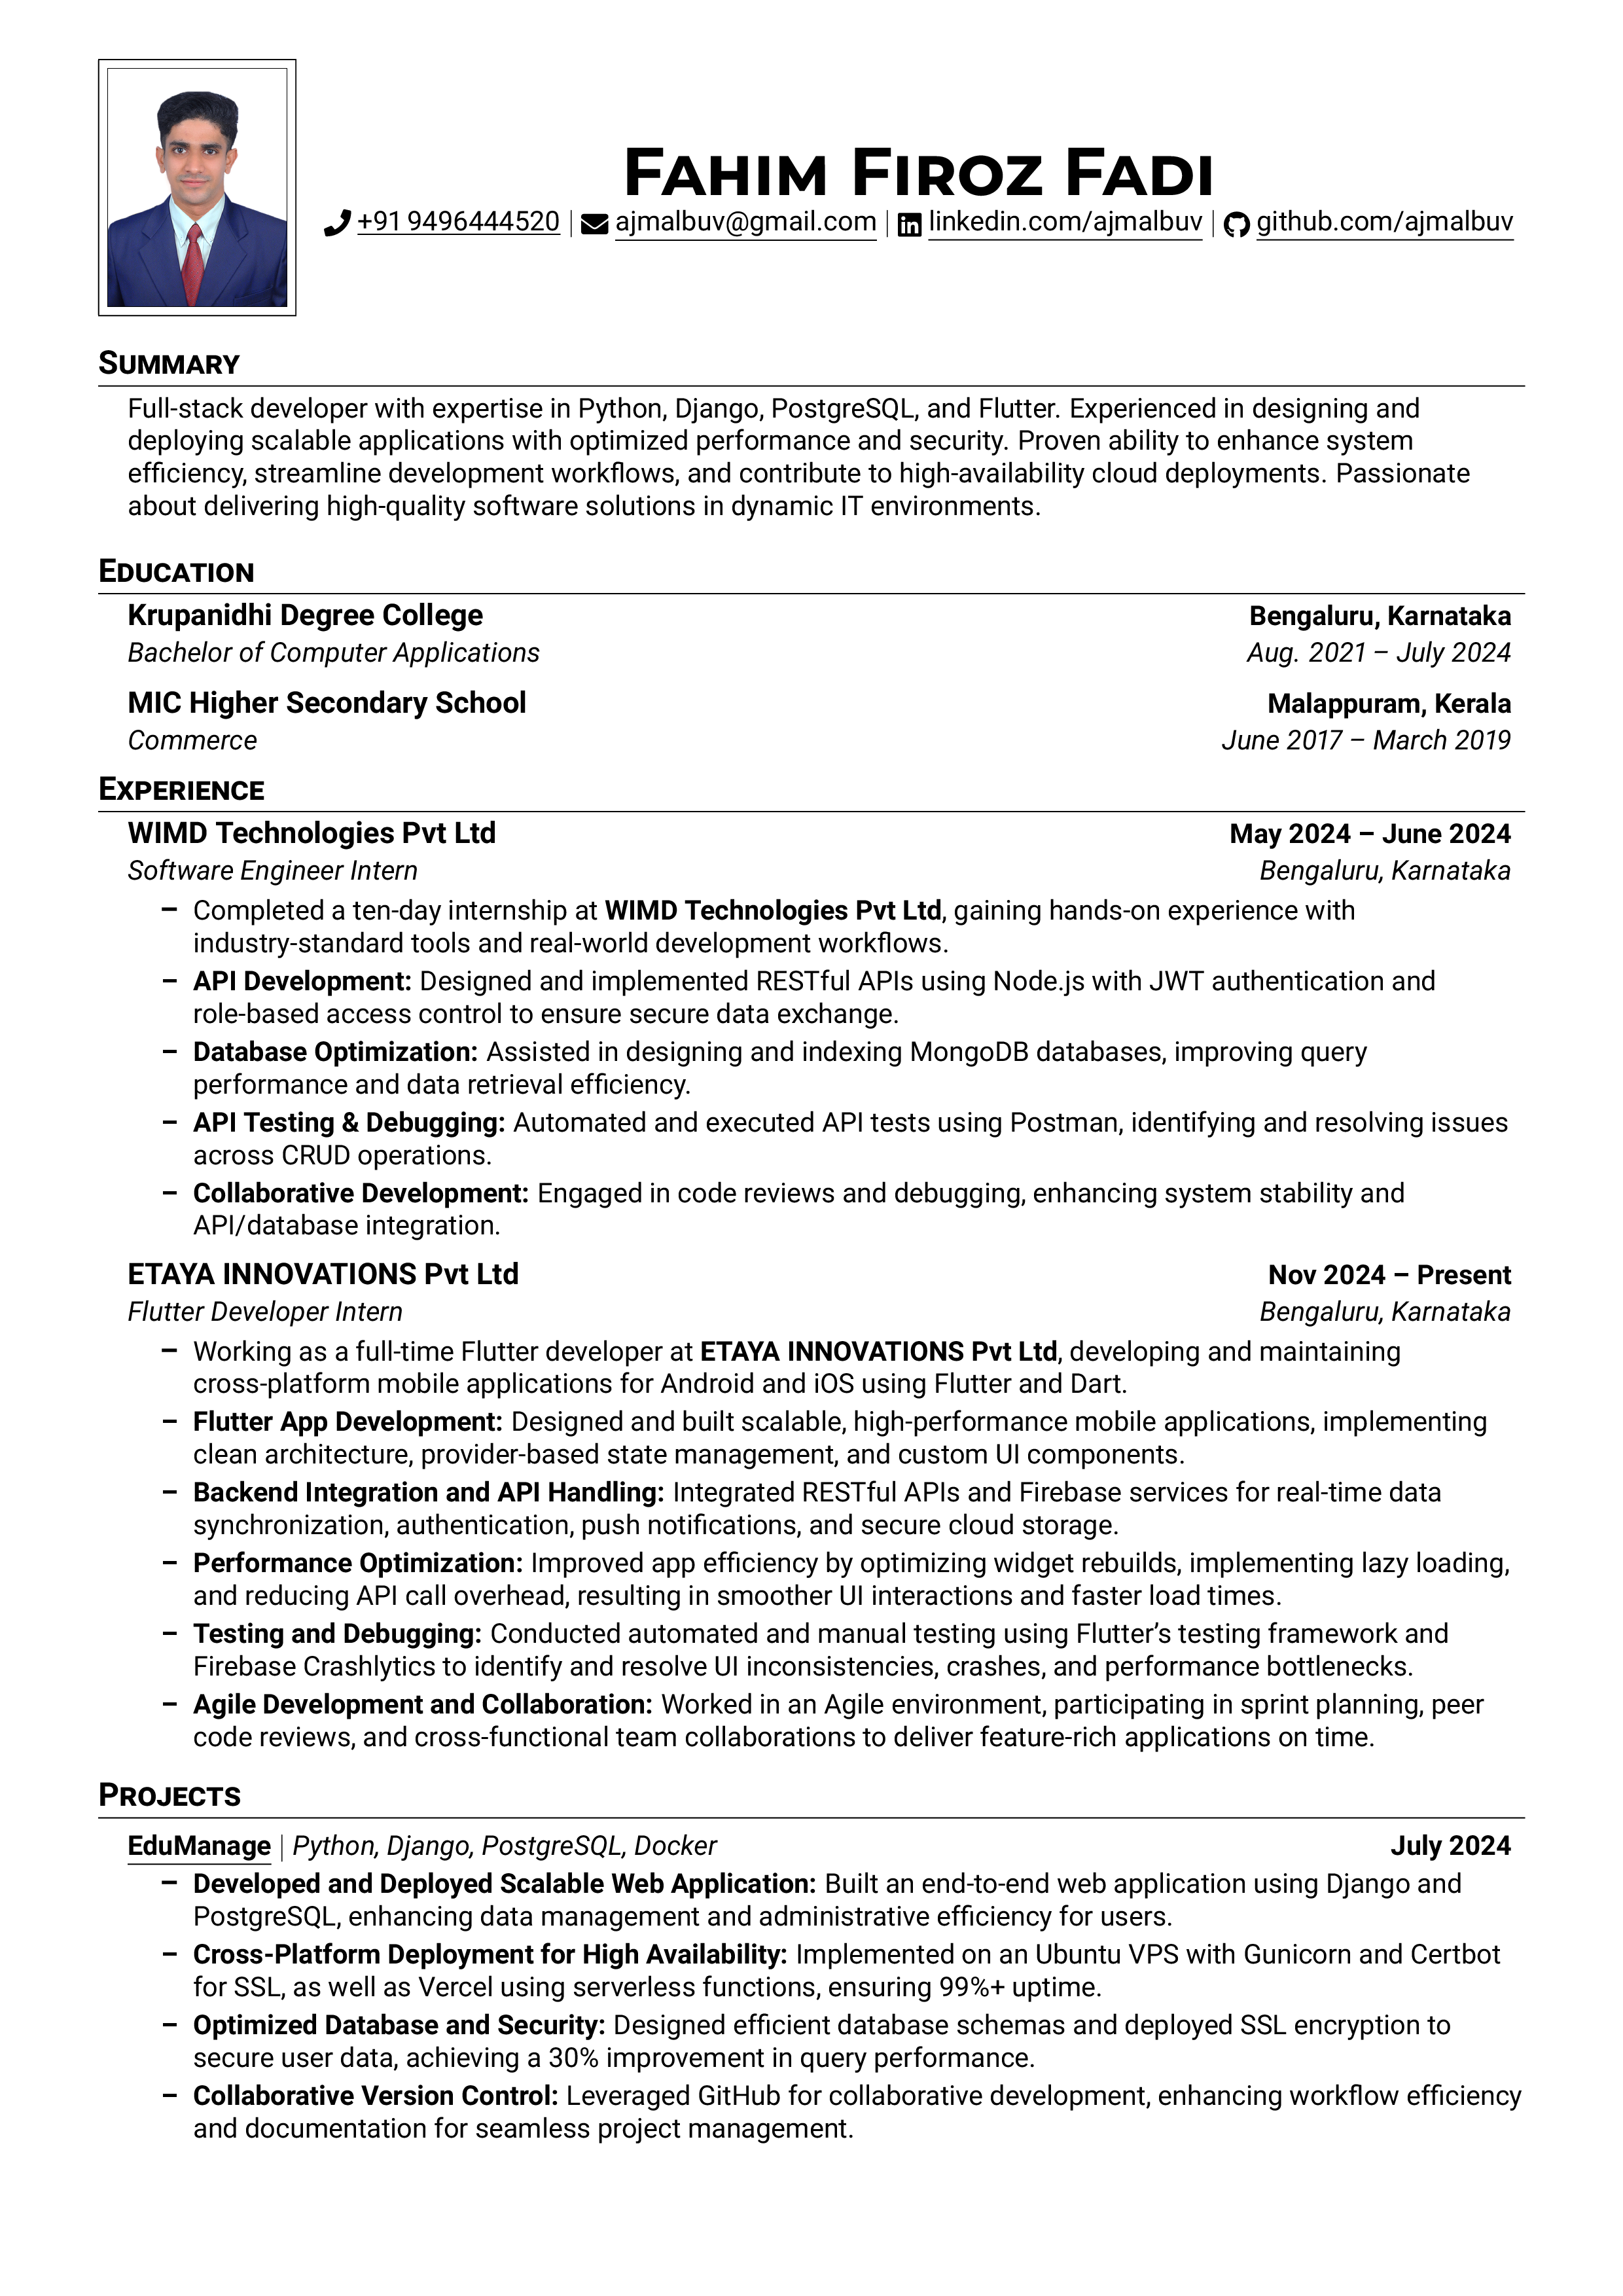 FAHIM FIROZ FADI
+91 9496444520 | ajmalbuv@gmail.com | linkedin.com/ajmalbuv | github.com/ajmalbuv
SUMMARY
Full-stack developer with expertise in Python, Django, PostgreSQL, and Flutter. Experienced in designing and
deploying scalable applications with optimized performance and security. Proven ability to enhance system
efficiency, streamline development workflows, and contribute to high-availability cloud deployments. Passionate
about delivering high-quality software solutions in dynamic IT environments.
EDUCATION
Krupanidhi Degree College Bengaluru, Karnataka
Bachelor of Computer Applications Aug. 2021 – July 2024
MIC Higher Secondary School Malappuram, Kerala
Commerce June 2017 – March 2019
EXPERIENCE
WIMD Technologies Pvt Ltd May 2024 – June 2024
Software Engineer Intern Bengaluru, Karnataka
– Completed a ten-day internship at WIMD Technologies Pvt Ltd, gaining hands-on experience with
industry-standard tools and real-world development workflows.
– API Development: Designed and implemented RESTful APIs using Node.js with JWT authentication and
role-based access control to ensure secure data exchange.
– Database Optimization: Assisted in designing and indexing MongoDB databases, improving query
performance and data retrieval efficiency.
– API Testing & Debugging: Automated and executed API tests using Postman, identifying and resolving issues
across CRUD operations.
– Collaborative Development: Engaged in code reviews and debugging, enhancing system stability and
API/database integration.
ETAYA INNOVATIONS Pvt Ltd Nov 2024 – Present
Flutter Developer Intern Bengaluru, Karnataka
– Working as a full-time Flutter developer at ETAYA INNOVATIONS Pvt Ltd, developing and maintaining
cross-platform mobile applications for Android and iOS using Flutter and Dart.
– Flutter App Development: Designed and built scalable, high-performance mobile applications, implementing
clean architecture, provider-based state management, and custom UI components.
– Backend Integration and API Handling: Integrated RESTful APIs and Firebase services for real-time data
synchronization, authentication, push notifications, and secure cloud storage.
– Performance Optimization: Improved app efficiency by optimizing widget rebuilds, implementing lazy loading,
and reducing API call overhead, resulting in smoother UI interactions and faster load times.
– Testing and Debugging: Conducted automated and manual testing using Flutter’s testing framework and
Firebase Crashlytics to identify and resolve UI inconsistencies, crashes, and performance bottlenecks.
– Agile Development and Collaboration: Worked in an Agile environment, participating in sprint planning, peer
code reviews, and cross-functional team collaborations to deliver feature-rich applications on time.
PROJECTS
EduManage | Python, Django, PostgreSQL, Docker July 2024
– Developed and Deployed Scalable Web Application: Built an end-to-end web application using Django and
PostgreSQL, enhancing data management and administrative efficiency for users.
– Cross-Platform Deployment for High Availability: Implemented on an Ubuntu VPS with Gunicorn and Certbot
for SSL, as well as Vercel using serverless functions, ensuring 99%+ uptime.
– Optimized Database and Security: Designed efficient database schemas and deployed SSL encryption to
secure user data, achieving a 30% improvement in query performance.
– Collaborative Version Control: Leveraged GitHub for collaborative development, enhancing workflow efficiency
and documentation for seamless project management.